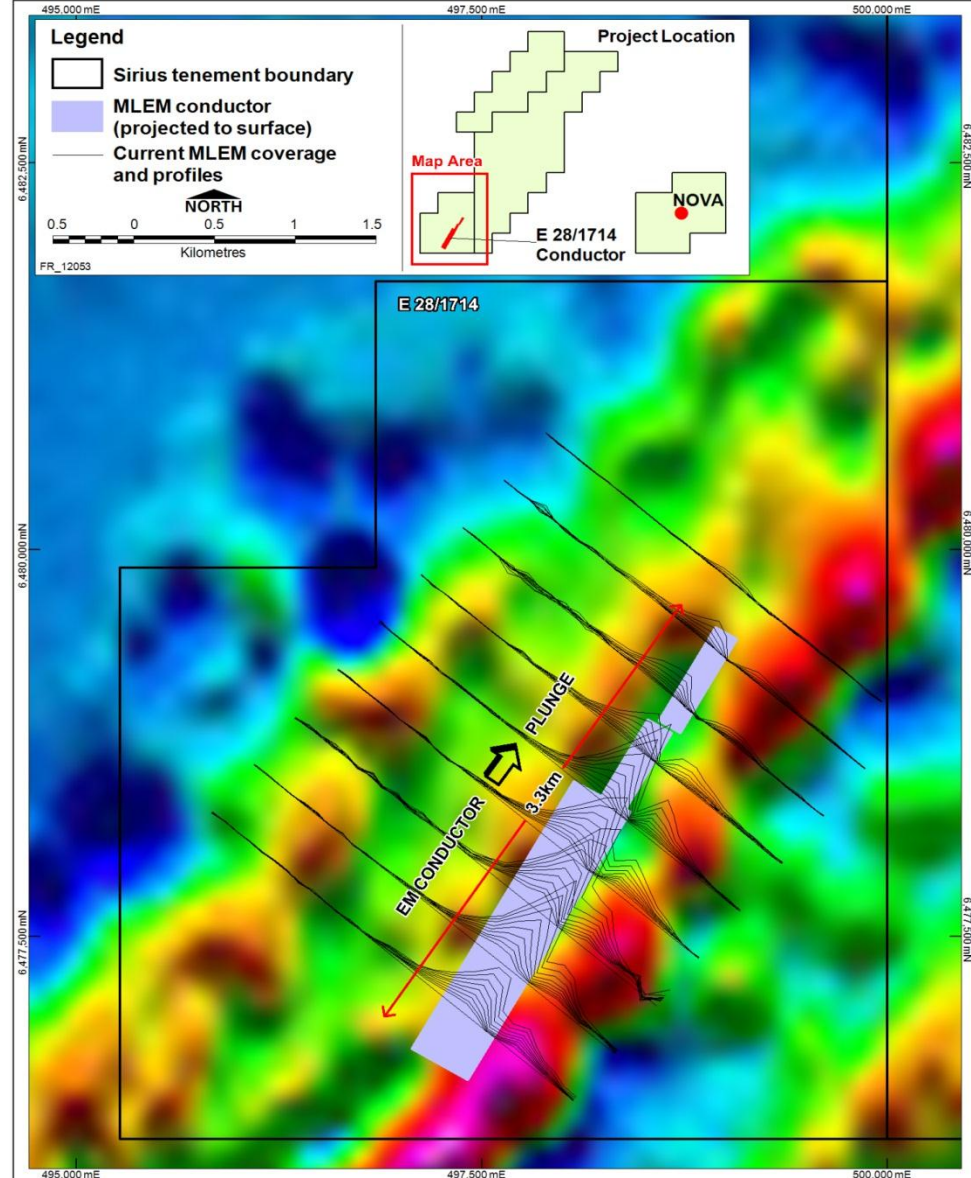 495,000 mE
497,500 mE
500,000 mE
Legend
Sirius tenement boundary
MLEM conductor
(projected to surface)
Current MLEM coverage
and profiles
NORTH
0.5 0 0.5 1 1.5
Kilometres
FR_12053
Project Location
Map Area
NOVA
E 28/1714
Conductor
6,482,500 mN
6,482,500 mN
E 28/1714
6,480,000 mN
6,480,000 mN
PLUNGE
3.3km
EM CONDUCTOR
6,477,500 mN
6,477,500 mN
495,000 mE
497,500 mE
500,000 mE